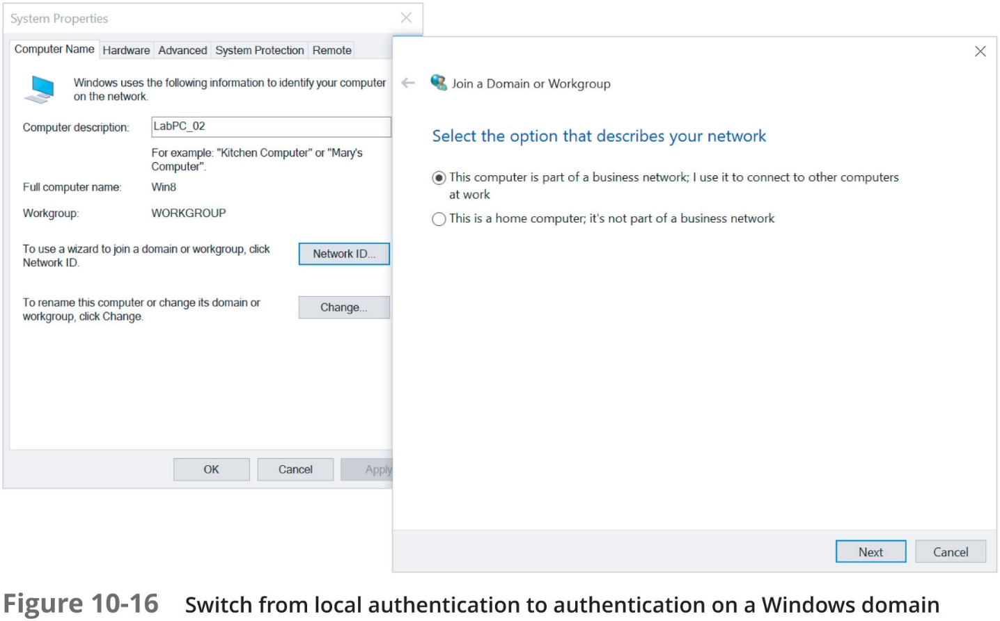 System Properties
Computer Name Hardware Advanced System Protection Remote
Windows uses the following information to identify your computer
on the network.
Computer description: LabPC_02
For example: "Kitchen Computer" or "Mary's
Computer".
Full computer name: Win8
Workgroup: WORKGROUP
To use a wizard to join a domain or workgroup, click
Network ID.
Network ID...
To rename this computer or change its domain or
workgroup, click Change.
Change...
OK Cancel Apply
Join a Domain or Workgroup
Select the option that describes your network
This computer is part of a business network; I use it to connect to other computers
at work
This is a home computer; it's not part of a business network
Next Cancel
Figure 10-16 Switch from local authentication to authentication on a Windows domain